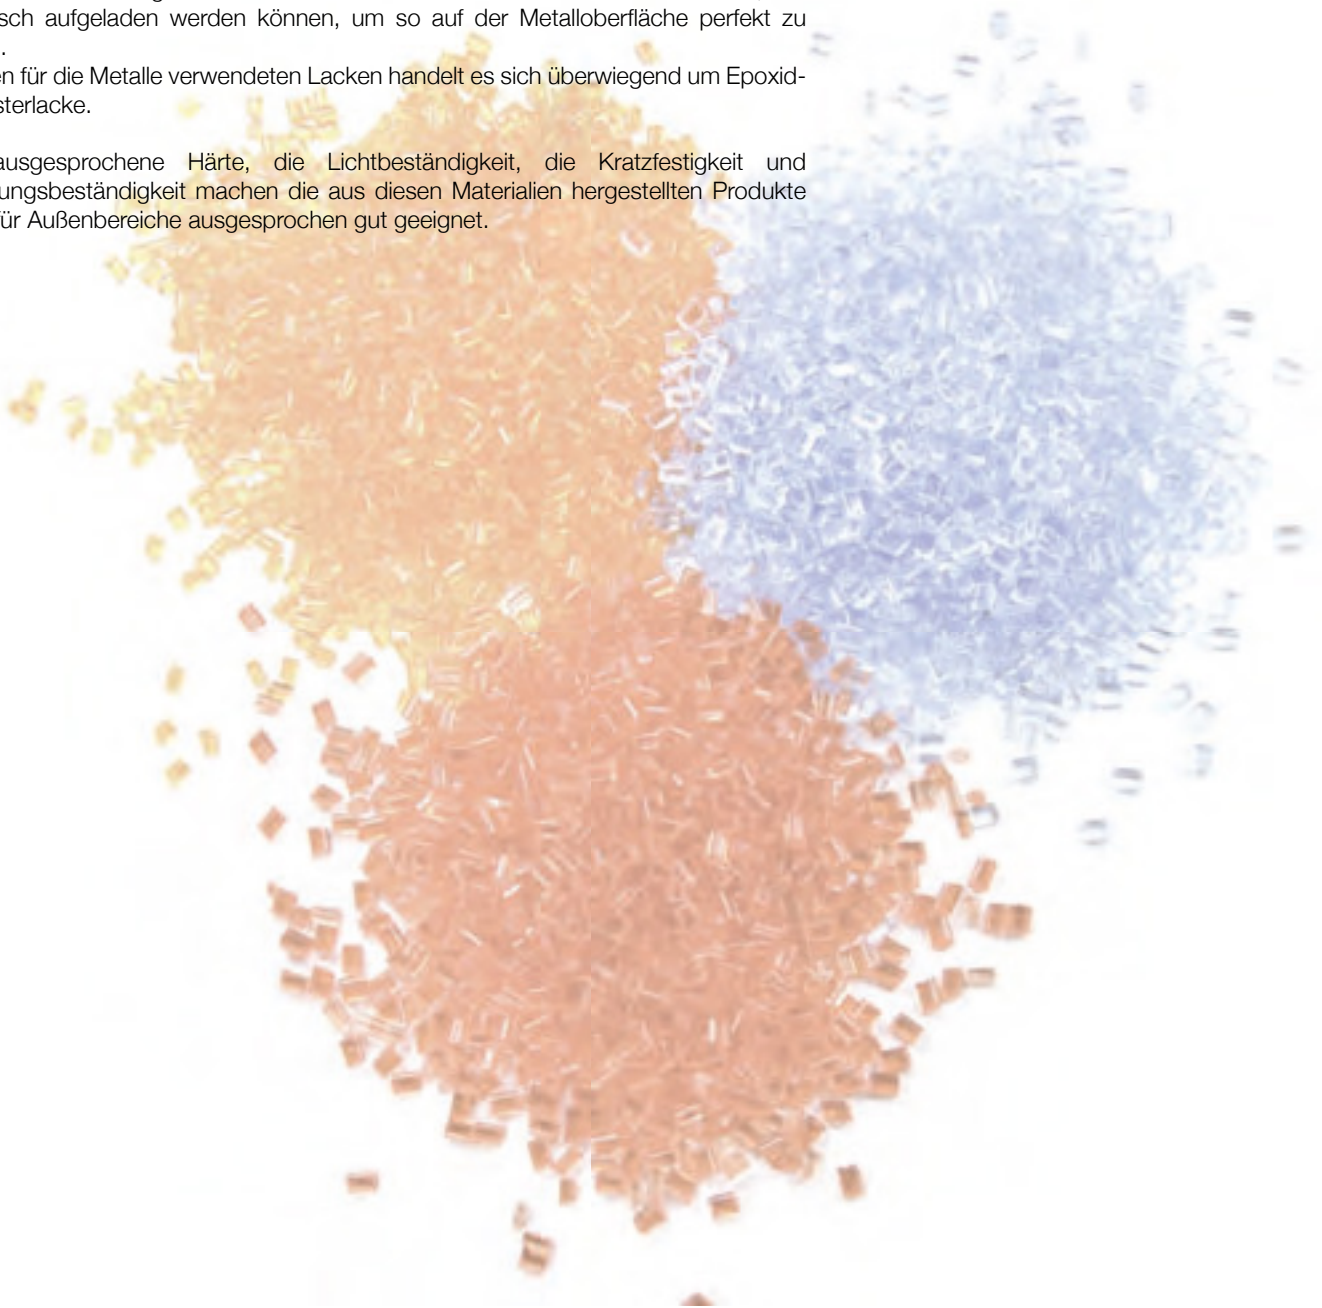 sch aufgeladen werden können, um so auf der Metalloberfläche perfekt zu
.
en für die Metalle verwendeten Lacken handelt es sich überwiegend um Epoxid-
sterlacke.
ausgesprochene Härte, die Lichtbeständigkeit, die Kratzfestigkeit und
ungsbeständigkeit machen die aus diesen Materialien hergestellten Produkte
für Außenbereiche ausgesprochen gut geeignet.